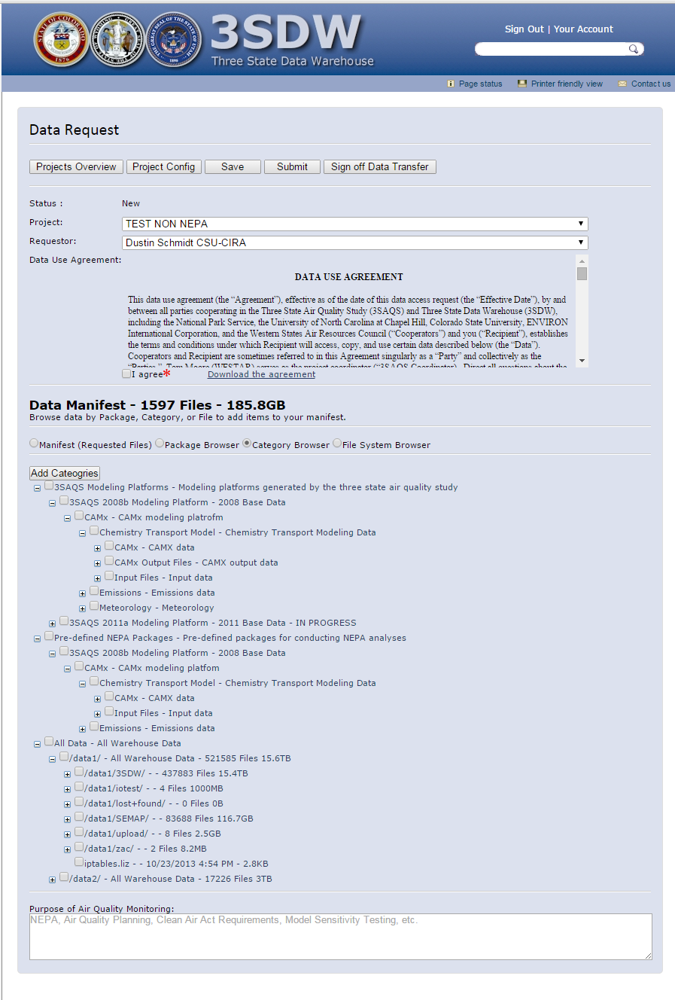 3SDW
Three State Data Warehouse
Sign Out | Your Account
Page status Printer friendly view Contact us
Data Request
Projects Overview Project Config Save Submit Sign off Data Transfer
Status : New
Project: TEST NON NEPA
Requestor: Dustin Schmidt CSU-CIRA
Data Use Agreement:
DATA USE AGREEMENT
This data use agreement (the “Agreement”), effective as of the date of this data access request (the “Effective Date”), by and
between all parties cooperating in the Three State Air Quality Study (3SAQS) and Three State Data Warehouse (3SDW),
including the National Park Service, the University of North Carolina at Chapel Hill, Colorado State University, ENVIRON
International Corporation, and the Western States Air Resources Council (“Cooperators”) and you (“Recipient”), establishes
the terms and conditions under which Recipient will access, copy, and use certain data described below (the “Data”).
Cooperators and Recipient are sometimes referred to in this Agreement singularly as a “Party” and collectively as the
“Parties.” Tom Moore (WESTAR) serves as the project coordinator (“3SAQS Coordinator). Direct all questions about the
I agree* Download the agreement
Data Manifest - 1597 Files - 185.8GB
Browse data by Package, Category, or File to add items to your manifest.
Manifest (Requested Files) Package Browser Category Browser File System Browser
Add Cateogries
3SAQS Modeling Platforms - Modeling platforms generated by the three state air quality study
3SAQS 2008b Modeling Platform - 2008 Base Data
CAMx - CAMx modeling platrofm
Chemistry Transport Model - Chemistry Transport Modeling Data
CAMx - CAMX data
CAMx Output Files - CAMX output data
Input Files - Input data
Emissions - Emissions data
Meteorology - Meteorology
3SAQS 2011a Modeling Platform - 2011 Base Data - IN PROGRESS
Pre-defined NEPA Packages - Pre-defined packages for conducting NEPA analyses
3SAQS 2008b Modeling Platform - 2008 Base Data
CAMx - CAMx modeling platfom
Chemistry Transport Model - Chemistry Transport Modeling Data
CAMx - CAMX data
Input Files - Input data
Emissions - Emissions data
All Data - All Warehouse Data
/data1/ - All Warehouse Data - 521585 Files 15.6TB
/data1/3SDW/ - - 437883 Files 15.4TB
/data1/iotest/ - - 4 Files 1000MB
/data1/lost+found/ - - 0 Files 0B
/data1/SEMAP/ - - 83688 Files 116.7GB
/data1/upload/ - - 8 Files 2.5GB
/data1/zac/ - - 2 Files 8.2MB
iptables.liz - - 10/23/2013 4:54 PM - 2.8KB
/data2/ - All Warehouse Data - 17226 Files 3TB
Purpose of Air Quality Monitoring:
NEPA, Air Quality Planning, Clean Air Act Requirements, Model Sensitivity Testing, etc.